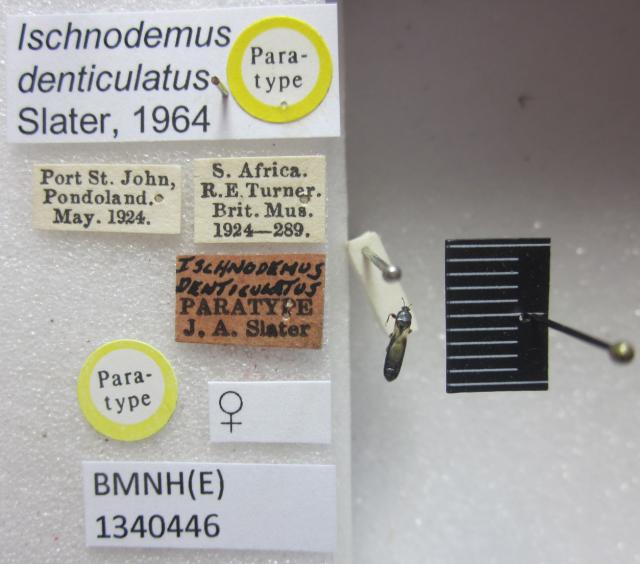 Ischnodemus
denticulatus
Slater, 1964
Para-
type
Port St. John,
Pondoland.
May. 1924.
S. Africa.
R.E. Turner.
Brit. Mus.
1924—289.
ISCHNODEMUS
DENTICULATUS
PARATYPE
J. A. Slater
Para-
type
♀
BMNH(E)
1340446